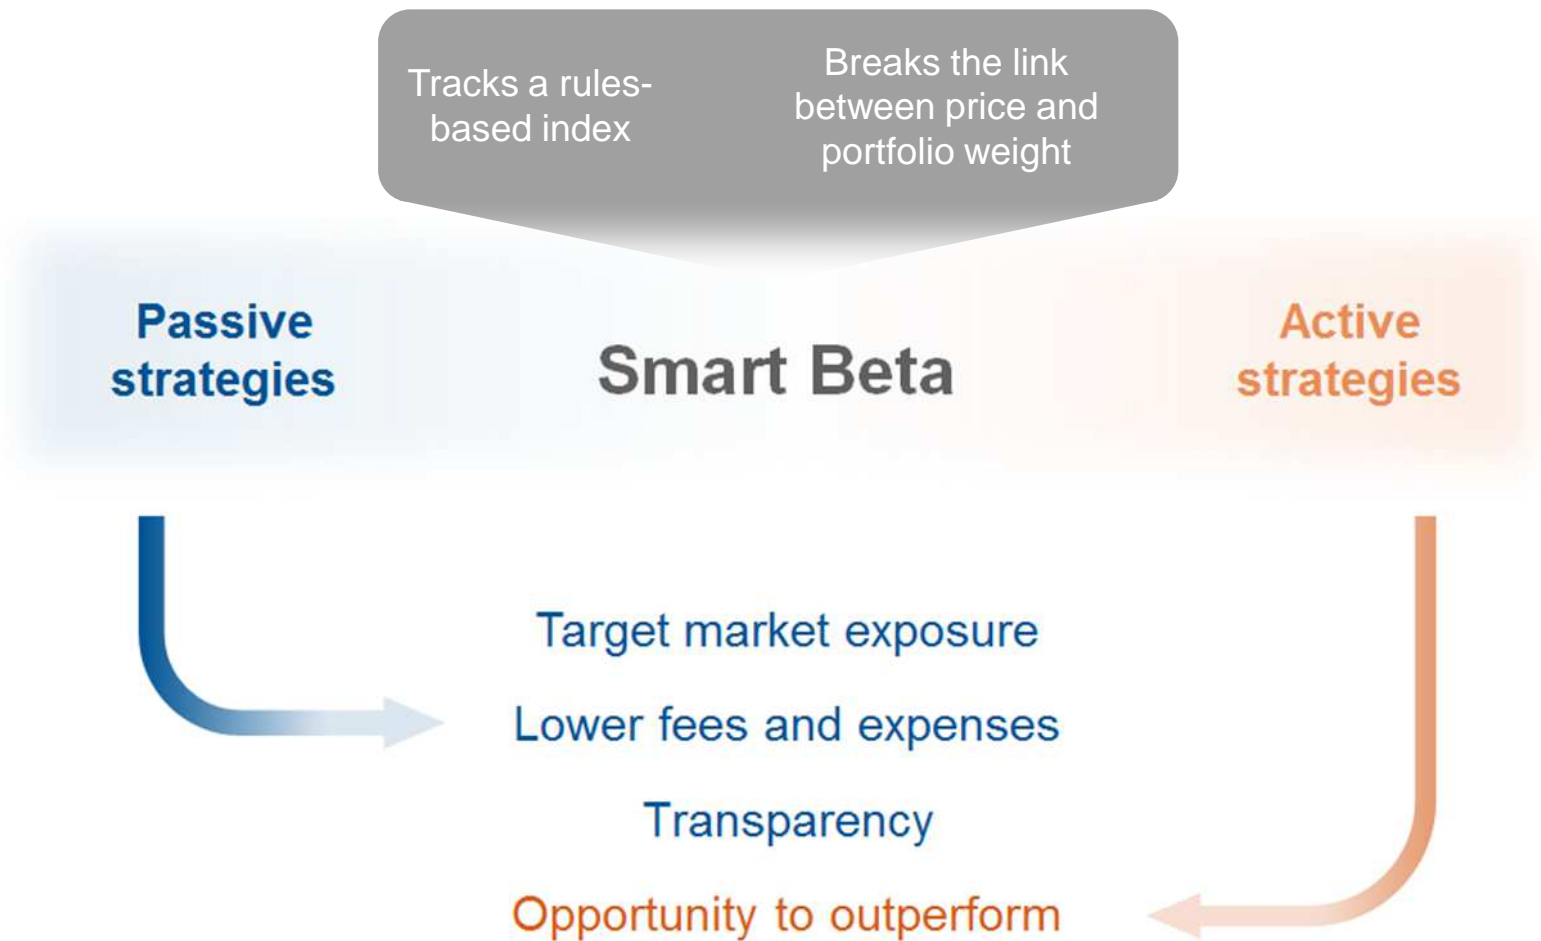 Tracks a rules-
based index
Breaks the link
between price and
portfolio weight
Passive
strategies
Smart Beta
Active
strategies
Target market exposure
Lower fees and expenses
Transparency
Opportunity to outperform